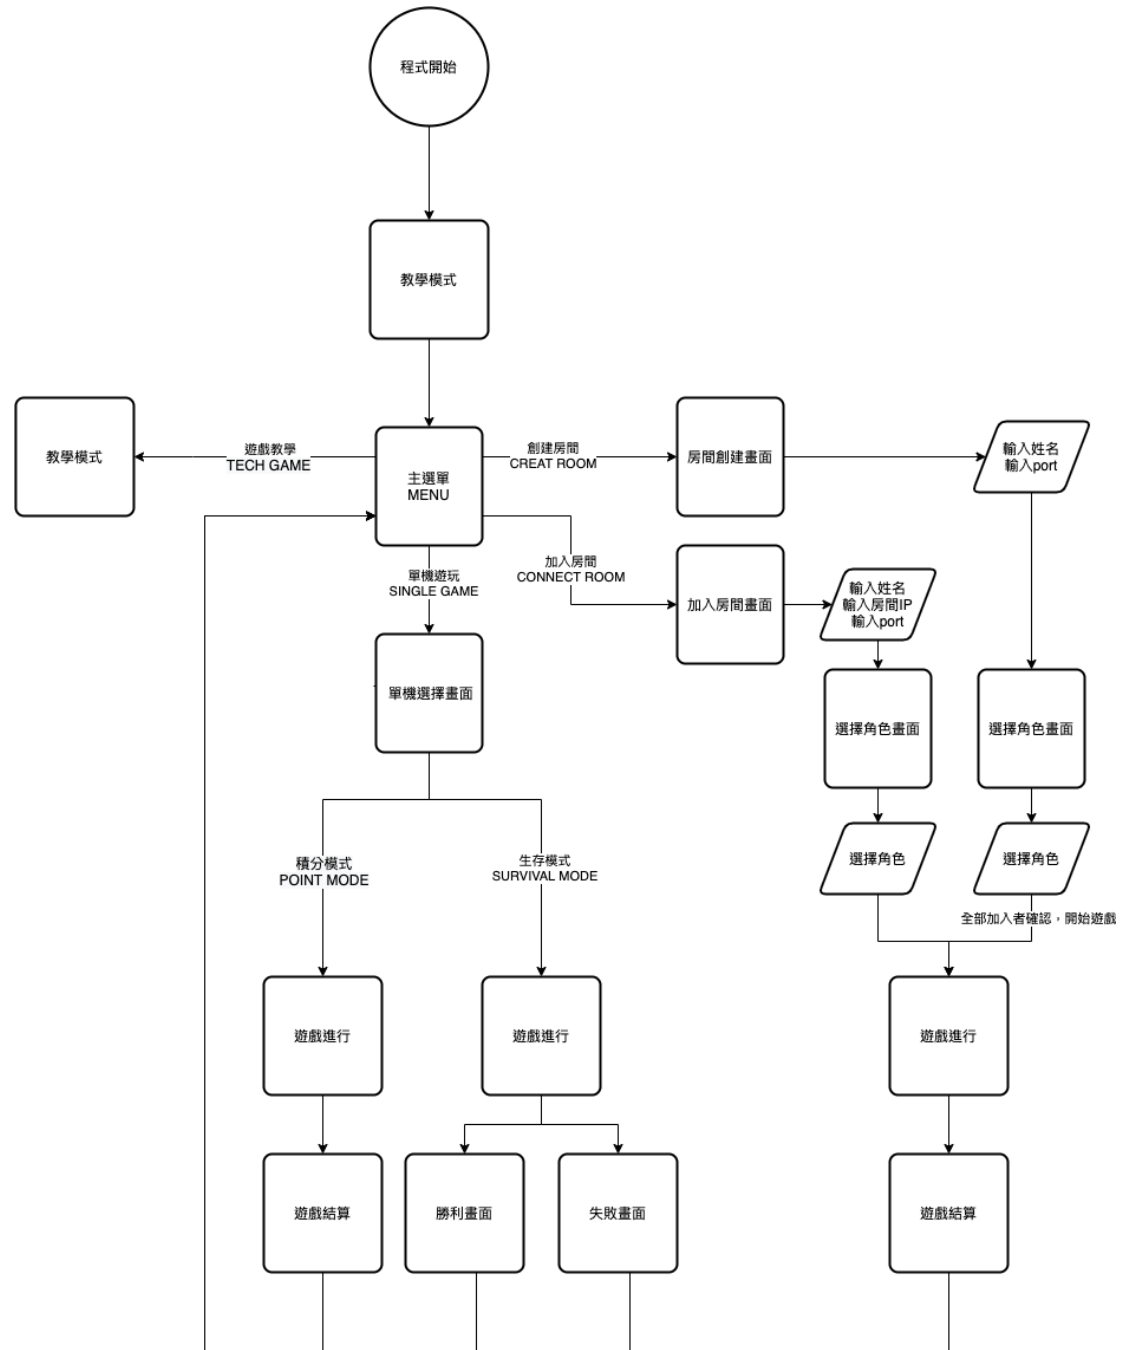 程式開始
教學模式
教學模式
遊戲教學
TECH GAME
主選單
MENU
創建房間
CREAT ROOM
房間創建畫面
輸入姓名
輸入port
單機遊玩
SINGLE GAME
加入房間
CONNECT ROOM
加入房間畫面
輸入姓名
輸入房間IP
輸入port
單機選擇畫面
選擇角色畫面
選擇角色畫面
積分模式
POINT MODE
生存模式
SURVIVAL MODE
選擇角色
選擇角色
全部加入者確認，開始遊戲
遊戲進行
遊戲進行
遊戲進行
遊戲結算
勝利畫面
失敗畫面
遊戲結算